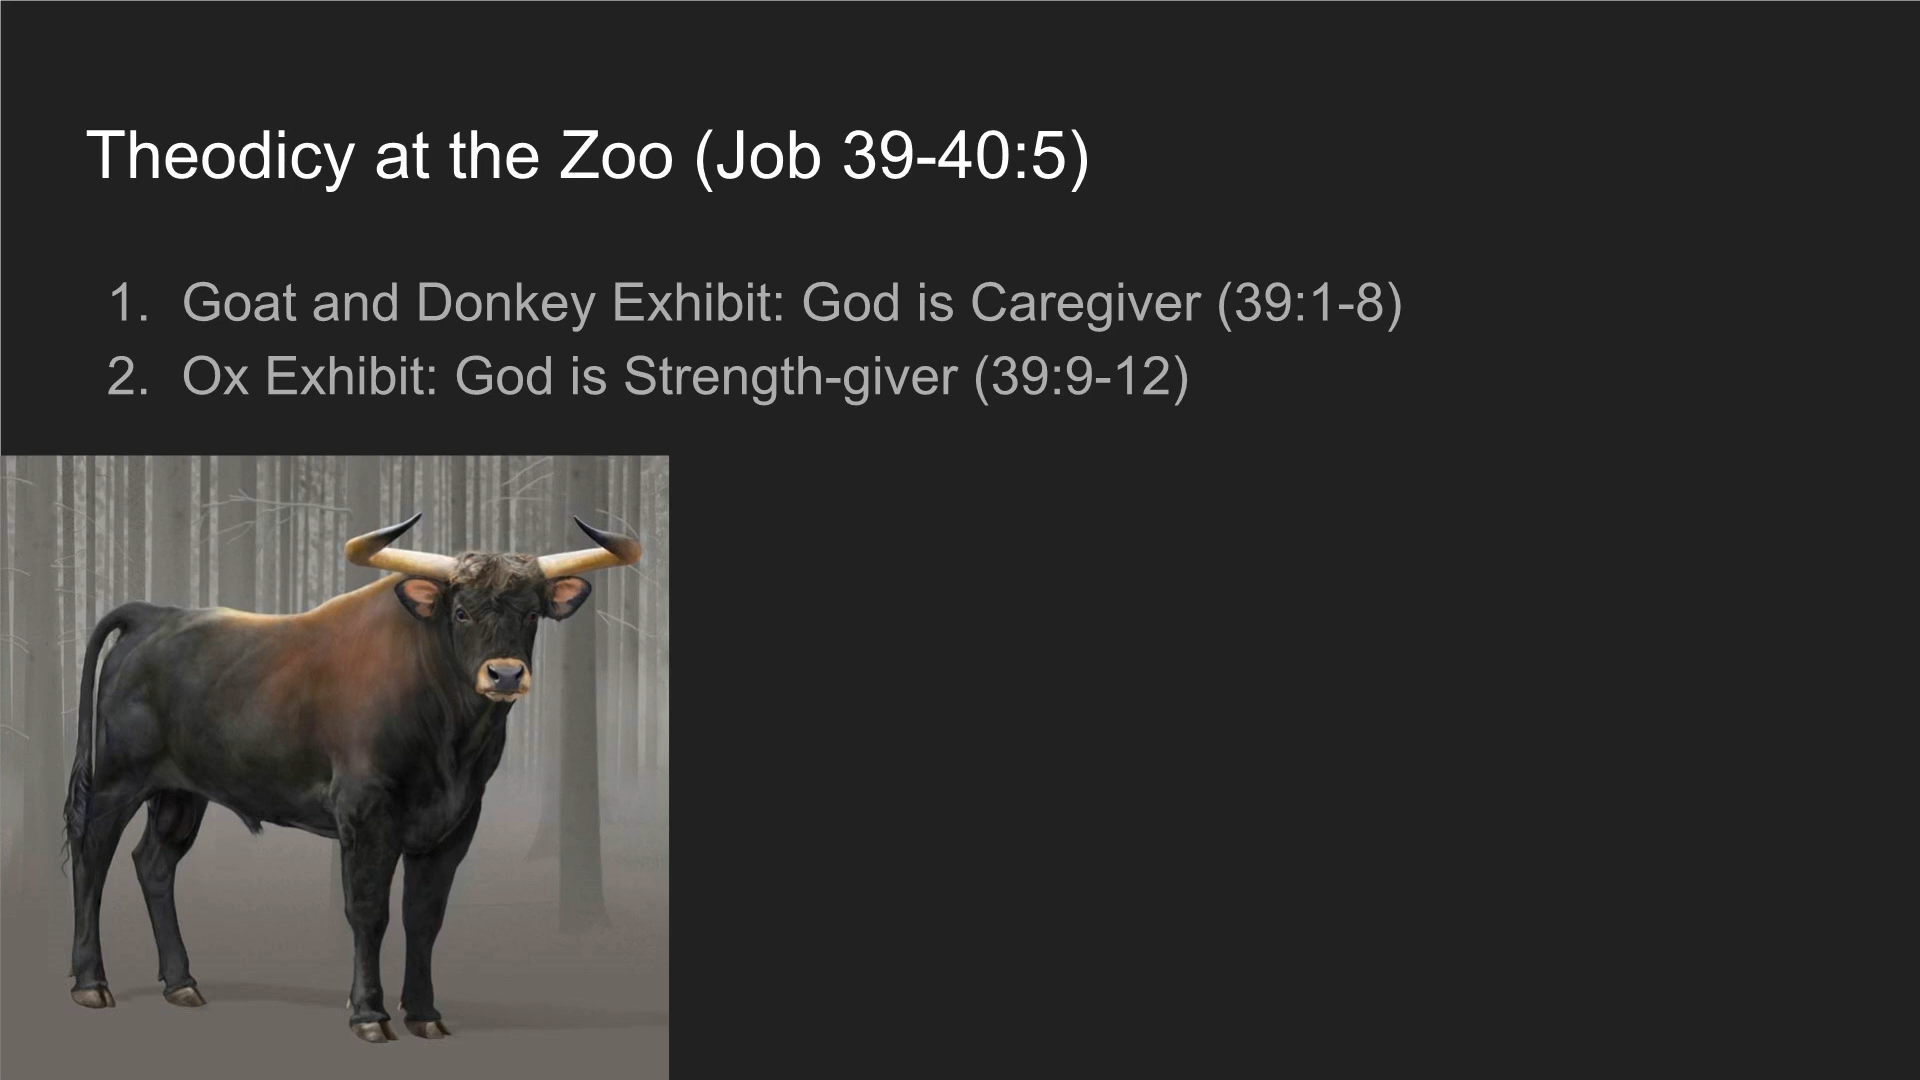 Theodicy at the Zoo (Job 39-40:5)
1. Goat and Donkey Exhibit: God is Caregiver (39:1-8)
2. Ox Exhibit: God is Strength-giver (39:9-12)